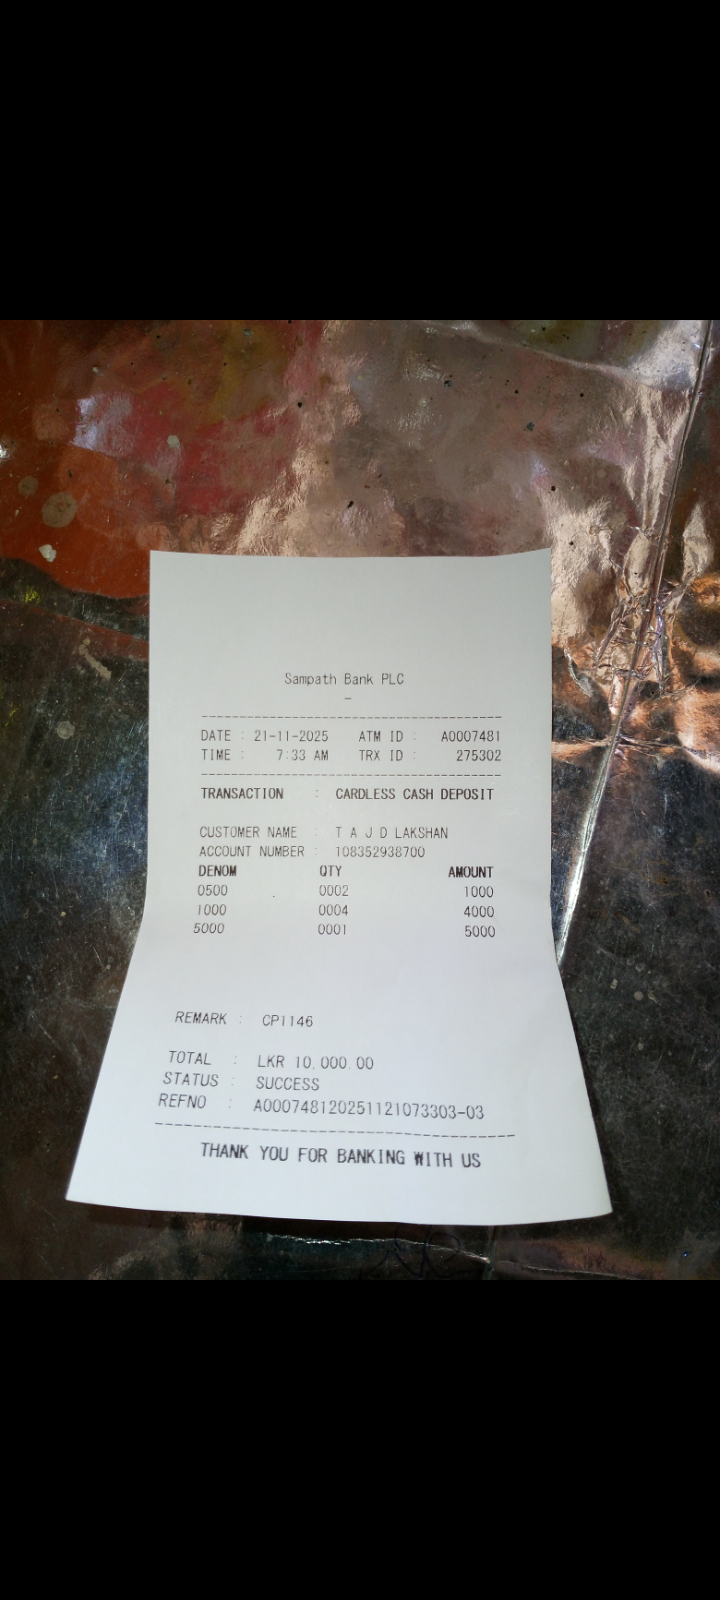 Sampath Bank PLC
-
DATE : 21-11-2025 ATM ID : A0007481
TIME : 7:33 AM TRX ID : 275302
TRANSACTION : CARDLESS CASH DEPOSIT
CUSTOMER NAME : T A J D LAKSHAN
ACCOUNT NUMBER : 108352938700
DENOM QTY AMOUNT
0500 0002 1000
1000 0004 4000
5000 0001 5000
REMARK : CP1146
TOTAL : LKR 10,000.00
STATUS : SUCCESS
REFNO : A000748120251121073303-03
THANK YOU FOR BANKING WITH US